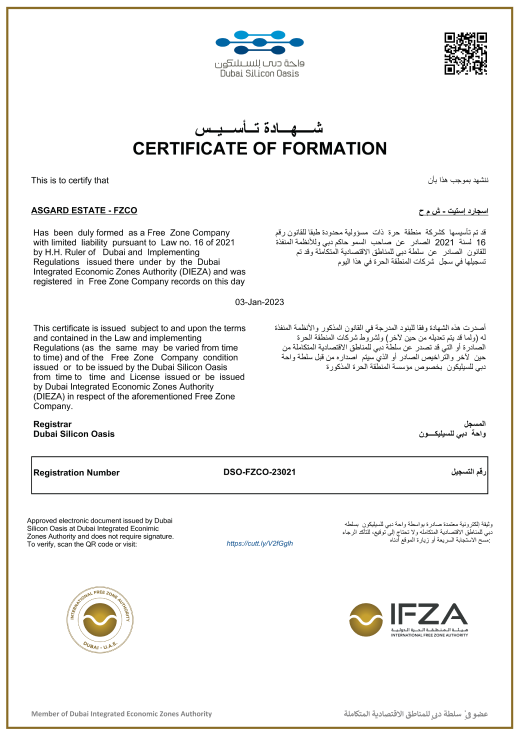 واحة دبي للسيليكون
Dubai Silicon Oasis
شـــهـــادة تــأســيــس
CERTIFICATE OF FORMATION
This is to certify that
نشهد بموجب هذا بأن
ASGARD ESTATE - FZCO
اسجارد إستيت - ش م ح
Has been duly formed as a Free Zone Company
with limited liability pursuant to Law no. 16 of 2021
by H.H. Ruler of Dubai and Implementing
Regulations issued there under by the Dubai
Integrated Economic Zones Authority (DIEZA) and was
registered in Free Zone Company records on this day
قد تم تأسيسها كشركة منطقة حرة ذات مسؤولية محدودة طبقا للقانون رقم
16 لسنة 2021 الصادر عن صاحب السمو حاكم دبي وللأنظمة المنفذة
للقانون الصادر عن سلطة دبي للمناطق الاقتصادية المتكاملة وقد تم
تسجيلها في سجل شركات المنطقة الحرة في هذا اليوم
03-Jan-2023
This certificate is issued subject to and upon the terms
and contained in the Law and implementing
Regulations (as the same may be varied from time
to time) and of the Free Zone Company condition
issued or to be issued by the Dubai Silicon Oasis
from time to time and License issued or be issued
by Dubai Integrated Economic Zones Authority
(DIEZA) in respect of the aforementioned Free Zone
Company.
أصدرت هذه الشهادة وفقا للبنود المدرجة في القانون المذكور والأنظمة المنفذة
له (ولما قد يتم تعديله من حين لآخر) ولشروط شركات المنطقة الحرة
الصادرة أو التي قد تصدر عن سلطة دبي للمناطق الاقتصادية المتكاملة من
حين لآخر والتراخيص الصادر أو الذي سيتم اصداره من قبل سلطة واحة
دبي للسيليكون بخصوص مؤسسة المنطقة الحرة المذكورة
Registrar
Dubai Silicon Oasis
المسجل
واحة دبي للسيليكـــون
Registration Number
DSO-FZCO-23021
رقم التسجيل
Approved electronic document issued by Dubai
Silicon Oasis at Dubai Integrated Econimic
Zones Authority and does not require signature.
To verify, scan the QR code or visit:
https://cutt.ly/V2fGgih
وثيقة إلكترونية معتمدة صادرة بواسطة واحة دبي للسيليكون بسلطة
دبي للمناطق الاقتصادية المتكاملة ولا تحتاج إلى توقيع، للتأكد الرجاء
مسح الاستجابة السريعة أو زيارة الموقع أدناه:
INTERNATIONAL FREE ZONE AUTHORITY
DUBAI - U.A.E.
IFZA
هيئة المنطقة الحرة الدولية
INTERNATIONAL FREE ZONE AUTHORITY
Member of Dubai Integrated Economic Zones Authority
عضو في سلطة دبي للمناطق الاقتصادية المتكاملة